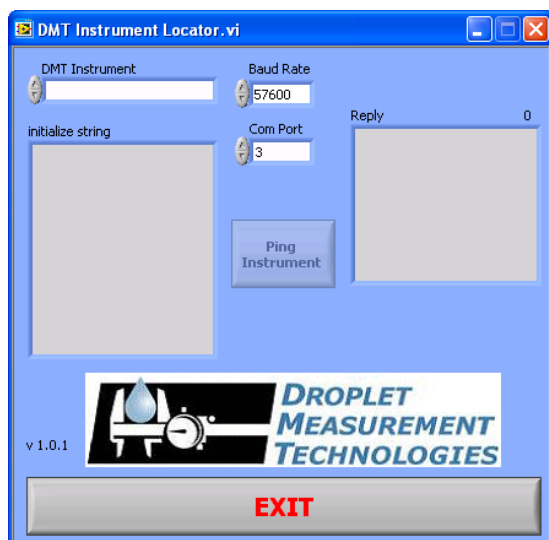 DMT Instrument Locator.vi
DMT Instrument
Baud Rate
57600
initialize string
Com Port
3
Reply 0
Ping
Instrument
DROPLET
MEASUREMENT
TECHNOLOGIES
v 1.0.1
EXIT